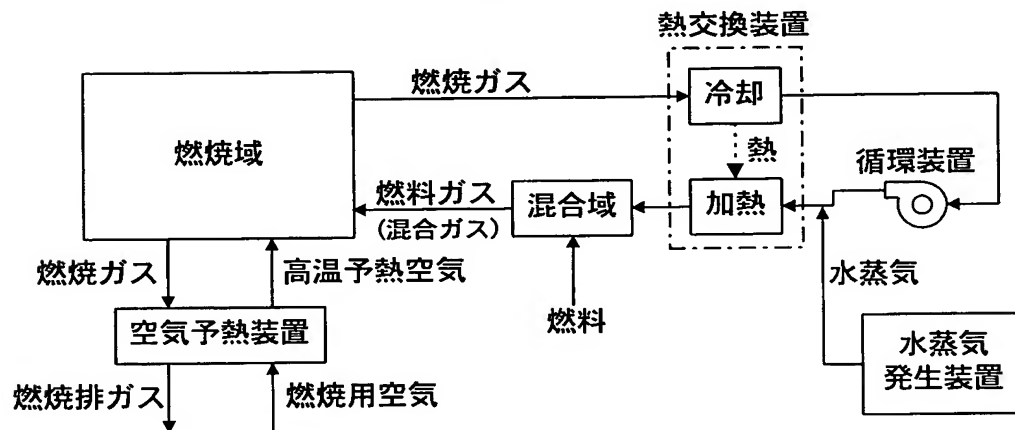 熱交換装置
燃焼ガス
冷却
燃焼域
熱
循環装置
燃料ガス
(混合ガス)
混合域
加熱
燃焼ガス
高温予熱空気
水蒸気
燃料
空気予熱装置
水蒸気
発生装置
燃焼排ガス
燃焼用空気